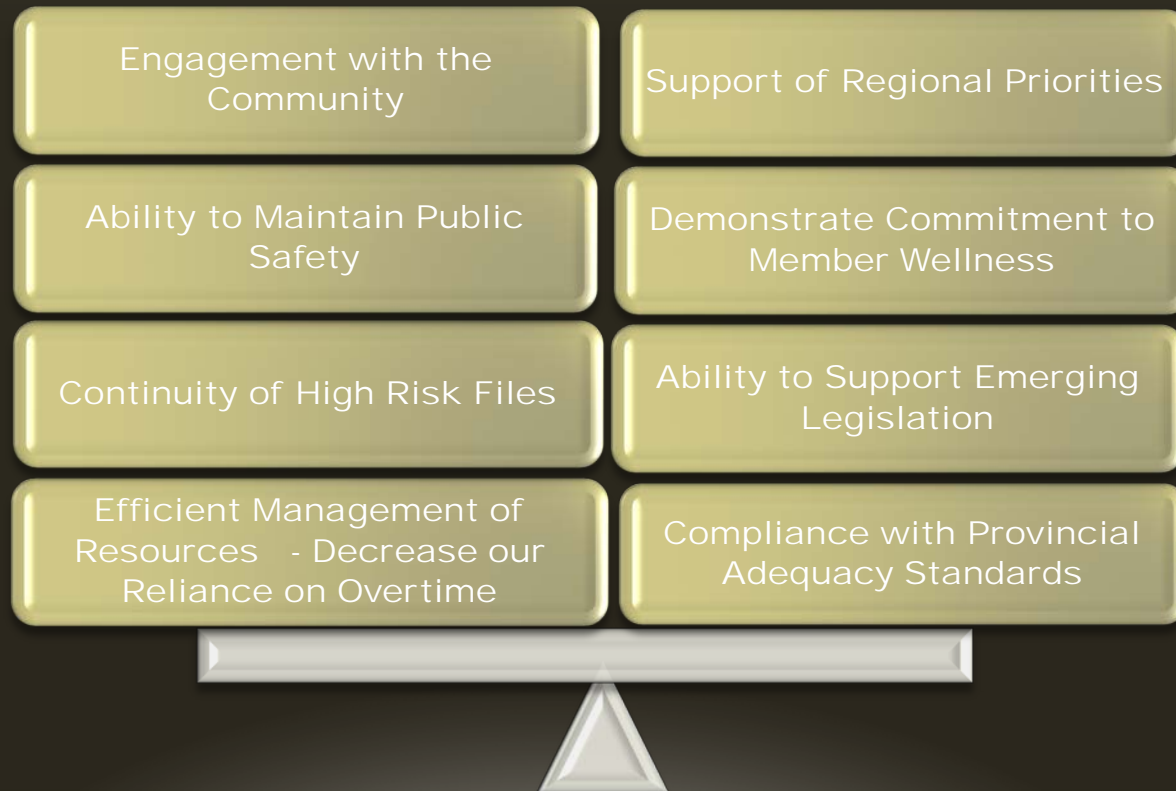 Engagement with the
Community
Support of Regional Priorities
Ability to Maintain Public
Safety
Demonstrate Commitment to
Member Wellness
Continuity of High Risk Files
Ability to Support Emerging
Legislation
Efficient Management of
Resources - Decrease our
Reliance on Overtime
Compliance with Provincial
Adequacy Standards